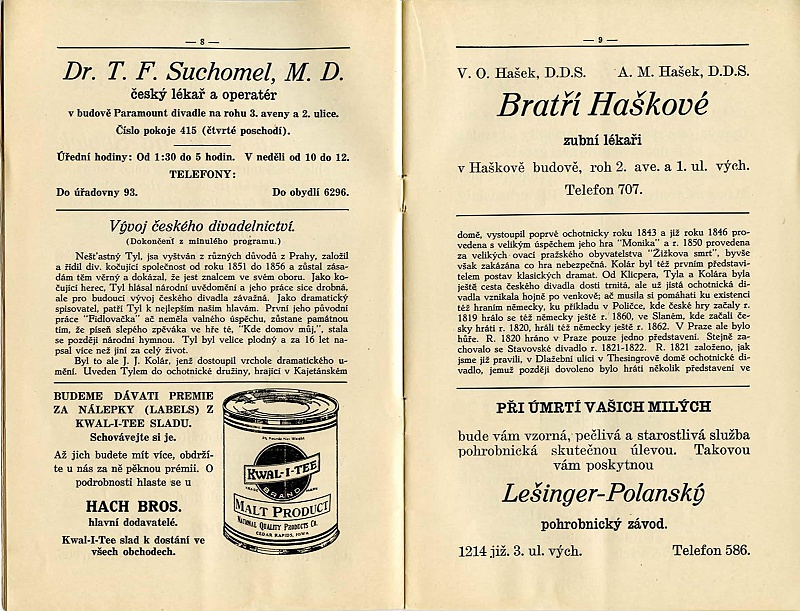 — 8 —
Dr. T. F. Suchomel, M. D.
český lékař a operatér
v budově Paramount divadle na rohu 3. aveny a 2. ulice.
Číslo pokoje 415 (čtvrté poschodí).
Úřední hodiny: Od 1:30 do 5 hodin. V neděli od 10 do 12.
TELEFONY:
Do úřadovny 93. Do obydlí 6296.
Vývoj českého divadelnictví.
(Dokončení z minulého programu.)
Nešťastný Tyl, jsa vyštván z různých důvodů z Prahy, založil
a řídil div. kočující společnost od roku 1851 do 1856 a zůstal zása-
dám těm věrný a dokázal, že jest znalcem ve svém oboru. Jako ko-
čující herec, Tyl hlásal národní uvědomění a jeho práce sice drobná,
ale pro budoucí vývoj českého divadla závažná. Jako dramatický
spisovatel, patří Tyl k nejlepším našim hlavám. První jeho původní
práce "Fidlovačka" ač neměla valného úspěchu, zůstane památnou
tím, že píseň slepého zpěváka ve hře té, "Kde domov můj,", stala
se později národní hymnou. Tyl byl velice plodný a za 16 let na-
psal více než jiní za celý život.
Byl to ale J. J. Kolár, jenž dostoupil vrchole dramatického u-
mění. Uveden Tylem do ochotnické družiny, hrající v Kajetánském
BUDEME DÁVATI PREMIE
ZA NÁLEPKY (LABELS) Z
KWAL-I-TEE SLADU.
Schovávejte si je.
Až jich budete mít více, obdrží-
te u nás za ně pěknou prémii. O
podrobnosti hlaste se u
HACH BROS.
hlavní dodavatelé.
Kwal-I-Tee slad k dostání ve
všech obchodech.
KWAL-I-TEE
TRADE MARK
BRAND
MALT PRODUCT
NATIONAL QUALITY PRODUCTS CO.
CEDAR RAPIDS, IOWA
— 9 —
V. O. Hašek, D.D.S. A. M. Hašek, D.D.S.
Bratří Haškové
zubní lékaři
v Haškově budově, roh 2. ave. a 1. ul. vých.
Telefon 707.
domě, vystoupil poprvé ochotnicky roku 1843 a již roku 1846 pro-
vedena s velikým úspěchem jeho hra "Monika" a r. 1850 provedena
za velikých ovací pražského obyvatelstva "Žižkova smrt", byvše
však zakázána co hra nebezpečná. Kolár byl též prvním představi-
telem postav klasických dramat. Od Klicpera, Tyla a Kolára byla
ještě cesta českého divadla dosti trnitá, ale už jistá ochotnická di-
vadla vznikala hojně po venkově; ač musila si pomáhati ku existenci
též hraním německy, ku příkladu v Poličce, kde české hry začaly r.
1819 hrálo se též německy ještě r. 1860, ve Slaném, kde začali če-
sky hráti r. 1820, hráli též německy ještě r. 1862. V Praze ale bylo
hůře. R. 1820 hráno v Praze pouze jedno představení. Stejně za-
chovalo se Stavovské divadlo r. 1821-1822. R. 1821 založeno, jak
jsme již pravili, v Dlažební ulici v Thesingrově domě ochotnické di-
vadlo, jemuž později dovoleno bylo hráti několik představení ve
PŘI ÚMRTÍ VAŠICH MILÝCH
bude vám vzorná, pečlivá a starostlivá služba
pohrobnická skutečnou úlevou. Takovou
vám poskytnou
Lešinger-Polanský
pohrobnický závod.
1214 již. 3. ul. vých. Telefon 586.